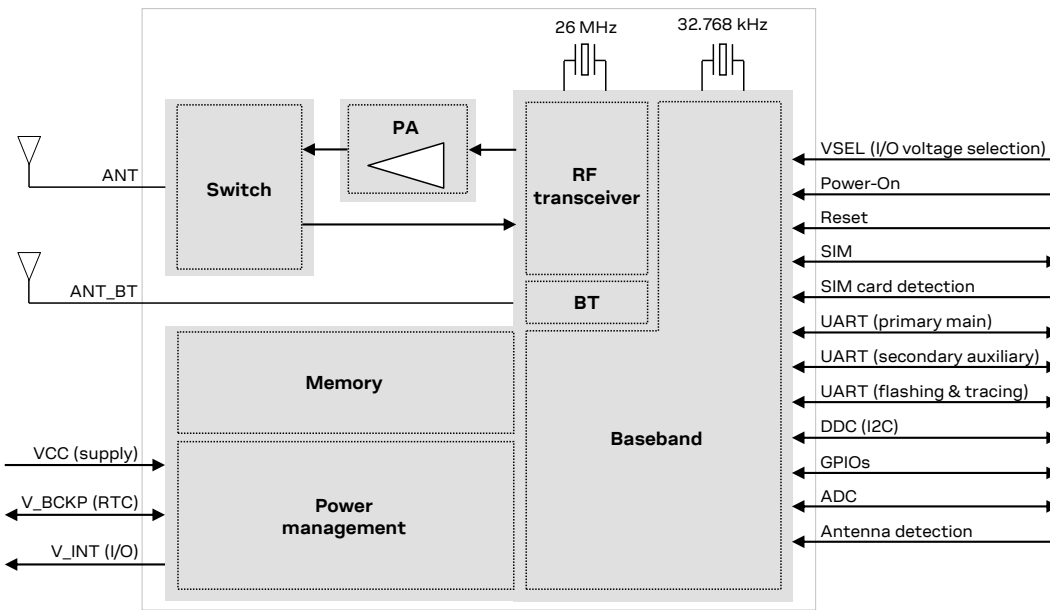 26 MHz
32.768 kHz
PA
ANT
Switch
RF
transceiver
ANT_BT
BT
Memory
Baseband
VCC (supply)
V_BCKP (RTC)
V_INT (I/O)
Power
management
VSEL (I/O voltage selection)
Power-On
Reset
SIM
SIM card detection
UART (primary main)
UART (secondary auxiliary)
UART (flashing & tracing)
DDC (I2C)
GPIOs
ADC
Antenna detection